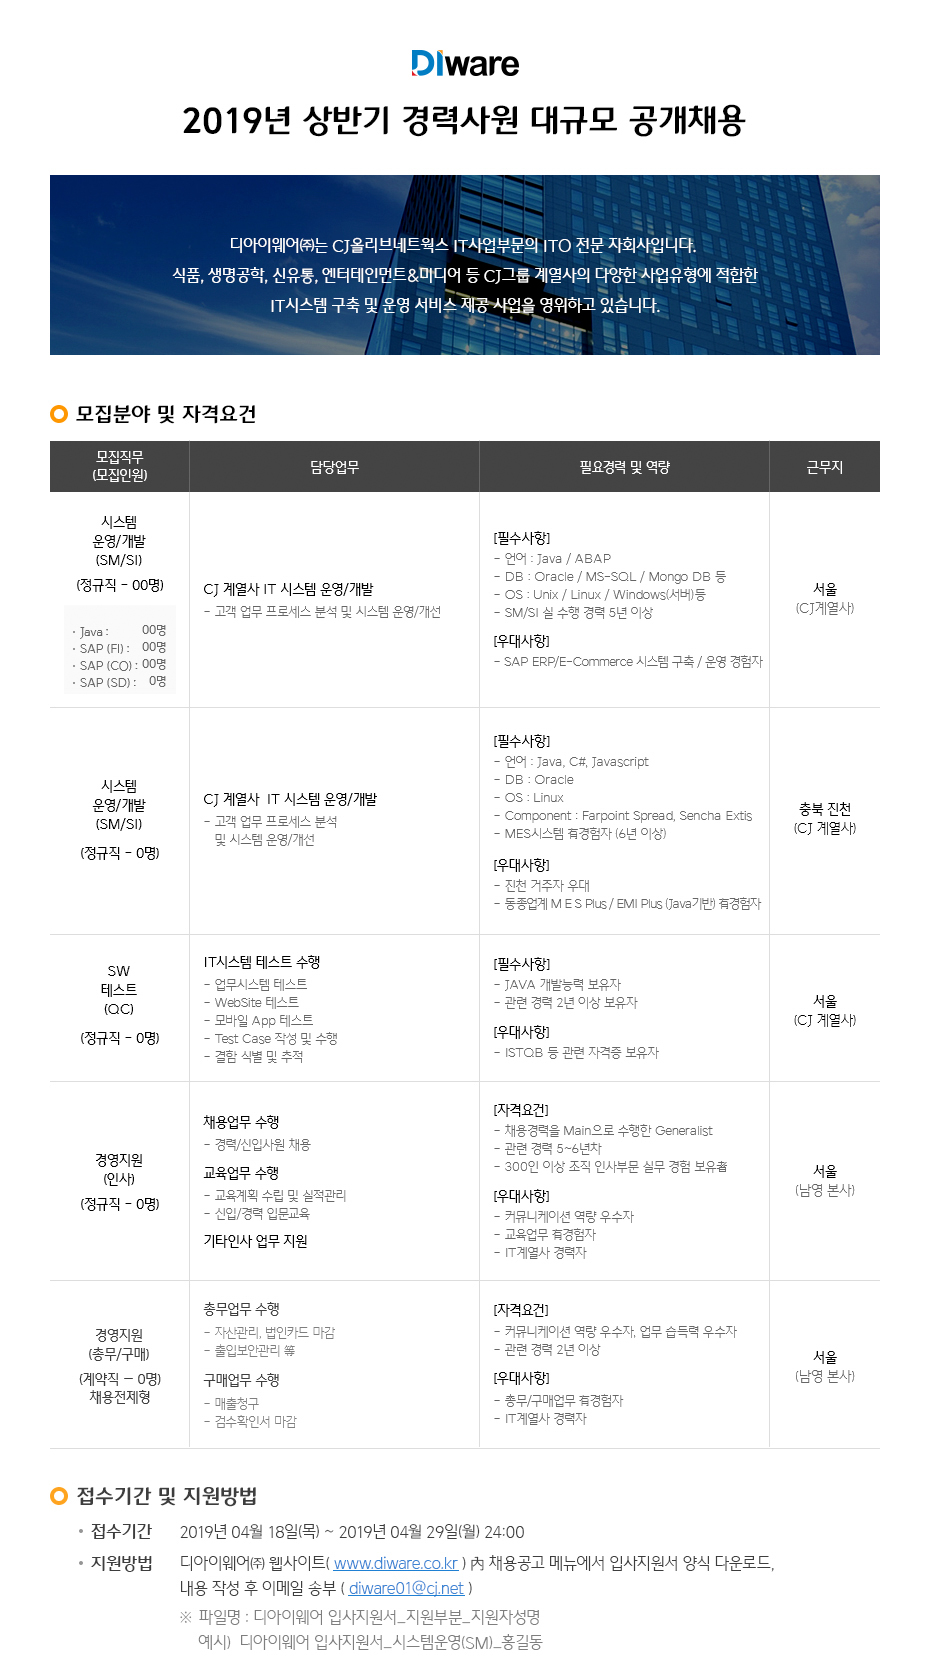 Diware
2019년 상반기 경력사원 대규모 공개채용
디아이웨어㈜는 CJ올리브네트웍스 IT사업부문의 ITO 전문 자회사입니다.
식품, 생명공학, 신유통, 엔터테인먼트&미디어 등 CJ그룹 계열사의 다양한 사업유형에 적합한
IT시스템 구축 및 운영 서비스 제공 사업을 영위하고 있습니다.
모집분야 및 자격요건
모집직무
(모집인원)
담당업무
필요경력 및 역량
근무지
시스템
운영/개발
(SM/SI)
(정규직 - 00명)
· Java : 00명
· SAP (FI) : 00명
· SAP (CO) : 00명
· SAP (SD) : 0명
CJ 계열사 IT 시스템 운영/개발
- 고객 업무 프로세스 분석 및 시스템 운영/개선
[필수사항]
- 언어 : Java / ABAP
- DB : Oracle / MS-SQL / Mongo DB 등
- OS : Unix / Linux / Windows(서버)등
- SM/SI 실 수행 경력 5년 이상
[우대사항]
- SAP ERP/E-Commerce 시스템 구축 / 운영 경험자
서울
(CJ계열사)
시스템
운영/개발
(SM/SI)
(정규직 - 0명)
CJ 계열사 IT 시스템 운영/개발
- 고객 업무 프로세스 분석
및 시스템 운영/개선
[필수사항]
- 언어 : Java, C#, Javascript
- DB : Oracle
- OS : Linux
- Component : Farpoint Spread, Sencha Extis
- MES시스템 有경험자 (6년 이상)
[우대사항]
- 진천 거주자 우대
- 동종업계 M E S Plus / EMI Plus (Java기반) 有경험자
충북 진천
(CJ 계열사)
SW
테스트
(QC)
(정규직 - 0명)
IT시스템 테스트 수행
- 업무시스템 테스트
- WebSite 테스트
- 모바일 App 테스트
- Test Case 작성 및 수행
- 결함 식별 및 추적
[필수사항]
- JAVA 개발능력 보유자
- 관련 경력 2년 이상 보유자
[우대사항]
- ISTQB 등 관련 자격증 보유자
서울
(CJ 계열사)
경영지원
(인사)
(정규직 - 0명)
채용업무 수행
- 경력/신입사원 채용
교육업무 수행
- 교육계획 수립 및 실적관리
- 신입/경력 입문교육
기타인사 업무 지원
[자격요건]
- 채용경력을 Main으로 수행한 Generalist
- 관련 경력 5~6년차
- 300인 이상 조직 인사부문 실무 경험 보유者
[우대사항]
- 커뮤니케이션 역량 우수자
- 교육업무 有경험자
- IT계열사 경력자
서울
(남영 본사)
경영지원
(총무/구매)
(계약직 - 0명)
채용전제형
총무업무 수행
- 자산관리, 법인카드 마감
- 출입보안관리 等
구매업무 수행
- 매출청구
- 검수확인서 마감
[자격요건]
- 커뮤니케이션 역량 우수자, 업무 습득력 우수자
- 관련 경력 2년 이상
[우대사항]
- 총무/구매업무 有경험자
- IT계열사 경력자
서울
(남영 본사)
접수기간 및 지원방법
• 접수기간 2019년 04월 18일(목) ~ 2019년 04월 29일(월) 24:00
• 지원방법 디아이웨어㈜ 웹사이트( www.diware.co.kr ) 內 채용공고 메뉴에서 입사지원서 양식 다운로드,
내용 작성 후 이메일 송부 ( diware01@cj.net )
※ 파일명 : 디아이웨어 입사지원서_지원부분_지원자성명
예시) 디아이웨어 입사지원서_시스템운영(SM)_홍길동